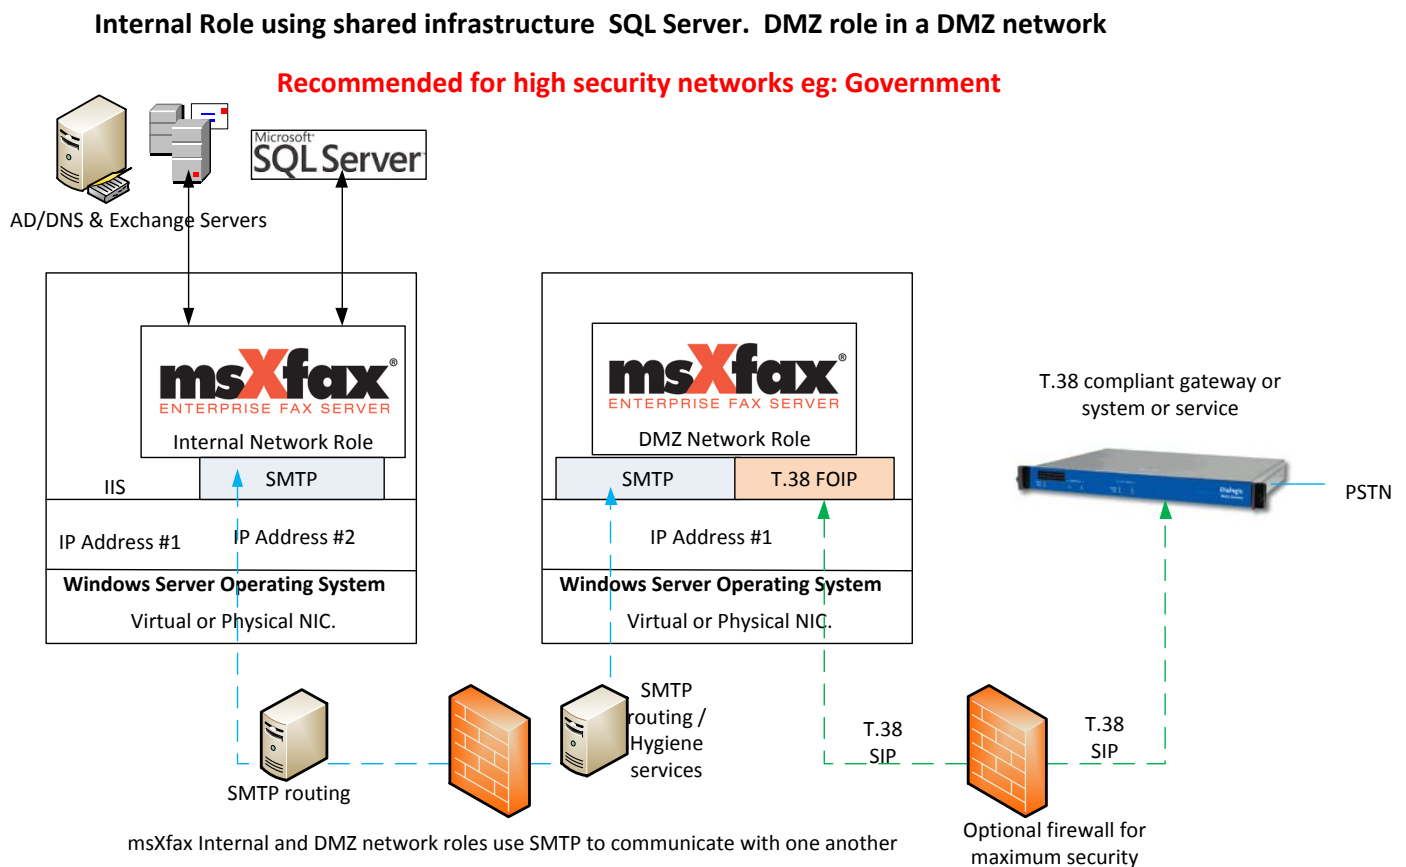 Internal Role using shared infrastructure  SQL Server.  DMZ role in a DMZ network
Recommended for high security networks eg: Government
Microsoft
SQL Server
AD/DNS & Exchange Servers
msXfax®
ENTERPRISE FAX SERVER
Internal Network Role
SMTP
IIS
IP Address #1
IP Address #2
Windows Server Operating System
Virtual or Physical NIC.
msXfax®
ENTERPRISE FAX SERVER
DMZ Network Role
SMTP
T.38 FOIP
IP Address #1
Windows Server Operating System
Virtual or Physical NIC.
T.38 compliant gateway or
system or service
Dialogic
PSTN
SMTP routing
SMTP
routing /
Hygiene
services
T.38
SIP
T.38
SIP
Optional firewall for
maximum security
msXfax Internal and DMZ network roles use SMTP to communicate with one another